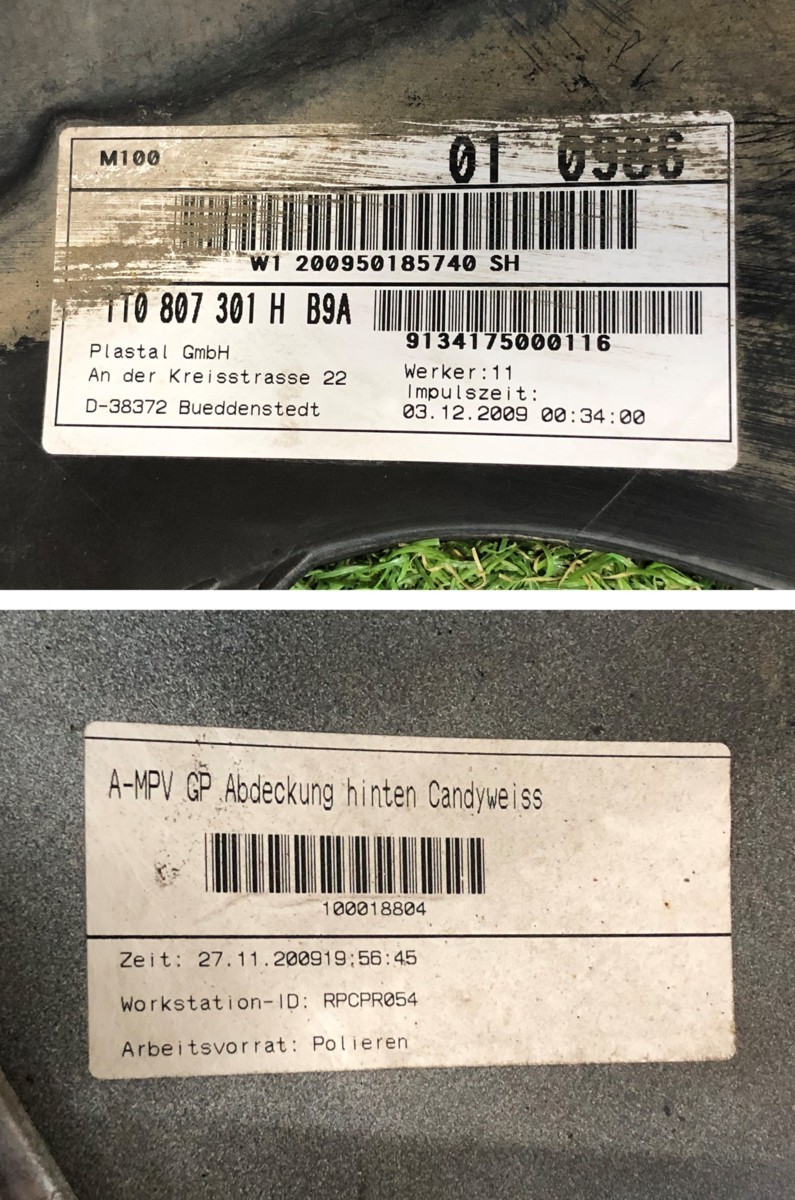 M100 01 0986
W1 200950185740 SH
1T0 807 301 H B9A
9134175000116
Plastal GmbH
An der Kreisstrasse 22
D-38372 Bueddenstedt
Werker:11
Impulszeit:
03.12.2009 00:34:00
A-MPV GP Abdeckung hinten Candyweiss
100018804
Zeit: 27.11.200919:56:45
Workstation-ID: RPCPR054
Arbeitsvorrat: Polieren